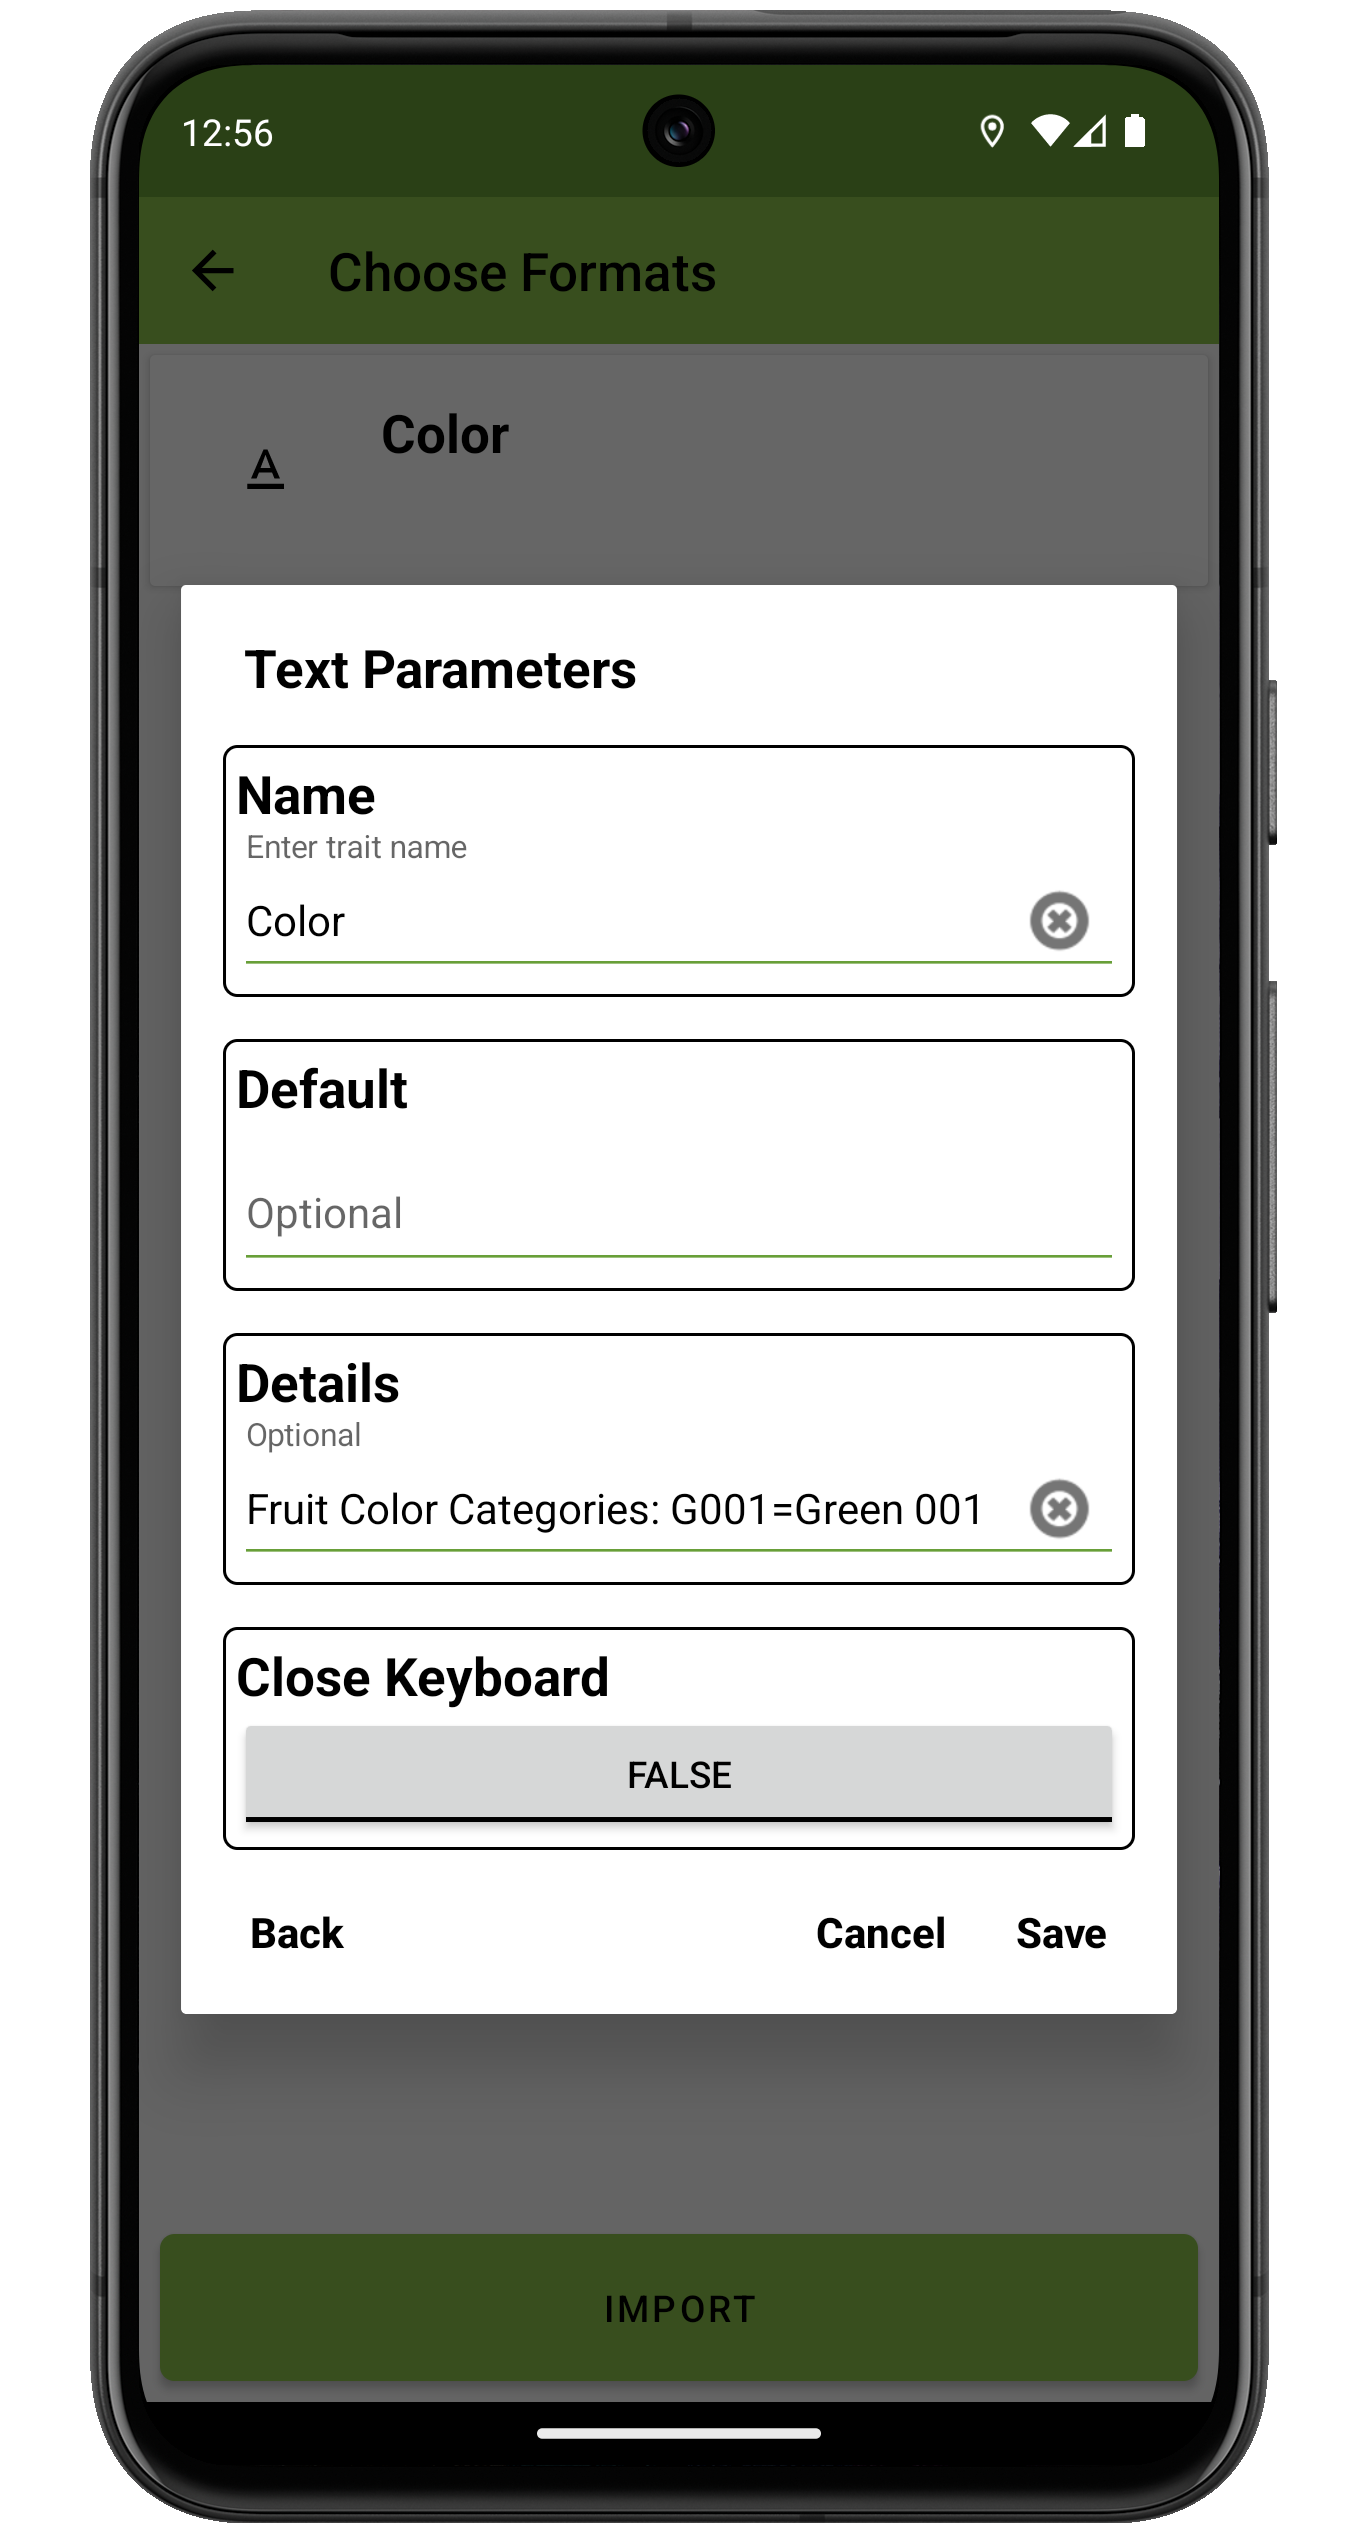 12:56
Choose Formats
A
Color
Text Parameters
Name
Enter trait name
Color
Default
Optional
Details
Optional
Fruit Color Categories: G001=Green 001
Close Keyboard
FALSE
Back Cancel Save
IMPORT